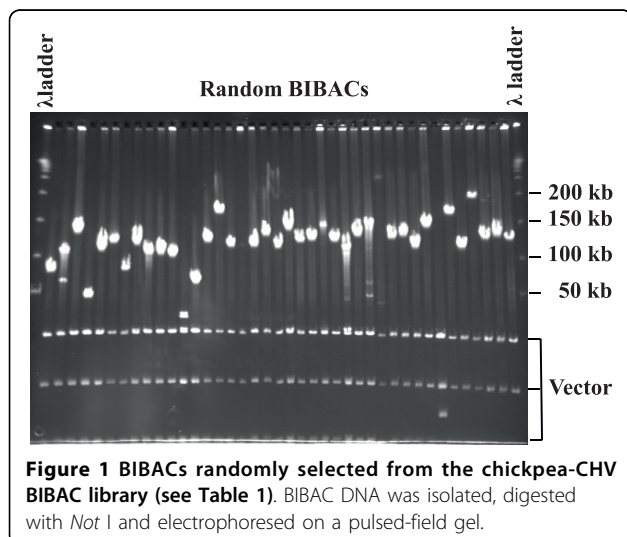 λladder
Random BIBACs
λ ladder
200 kb
150 kb
100 kb
50 kb
Vector
Figure 1 BIBACs randomly selected from the chickpea-CHV
BIBAC library (see Table 1). BIBAC DNA was isolated, digested
with Not I and electrophoresed on a pulsed-field gel.